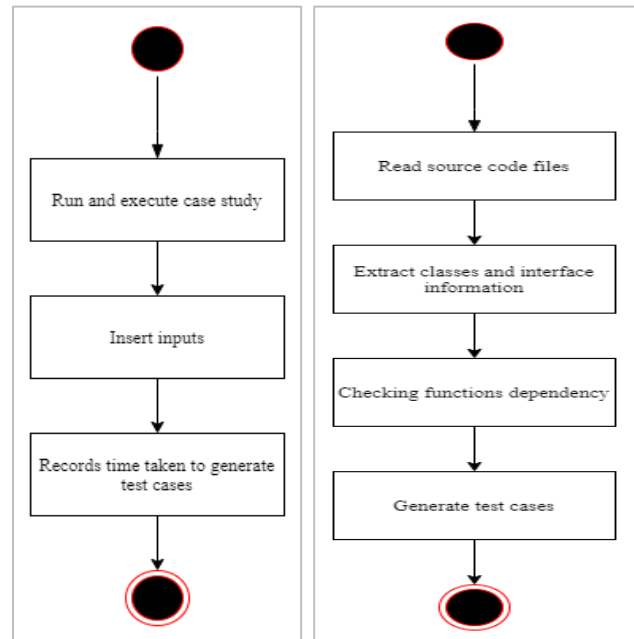 Run and execute case study
Insert inputs
Records time taken to generate
test cases
Read source code files
Extract classes and interface
information
Checking functions dependency
Generate test cases